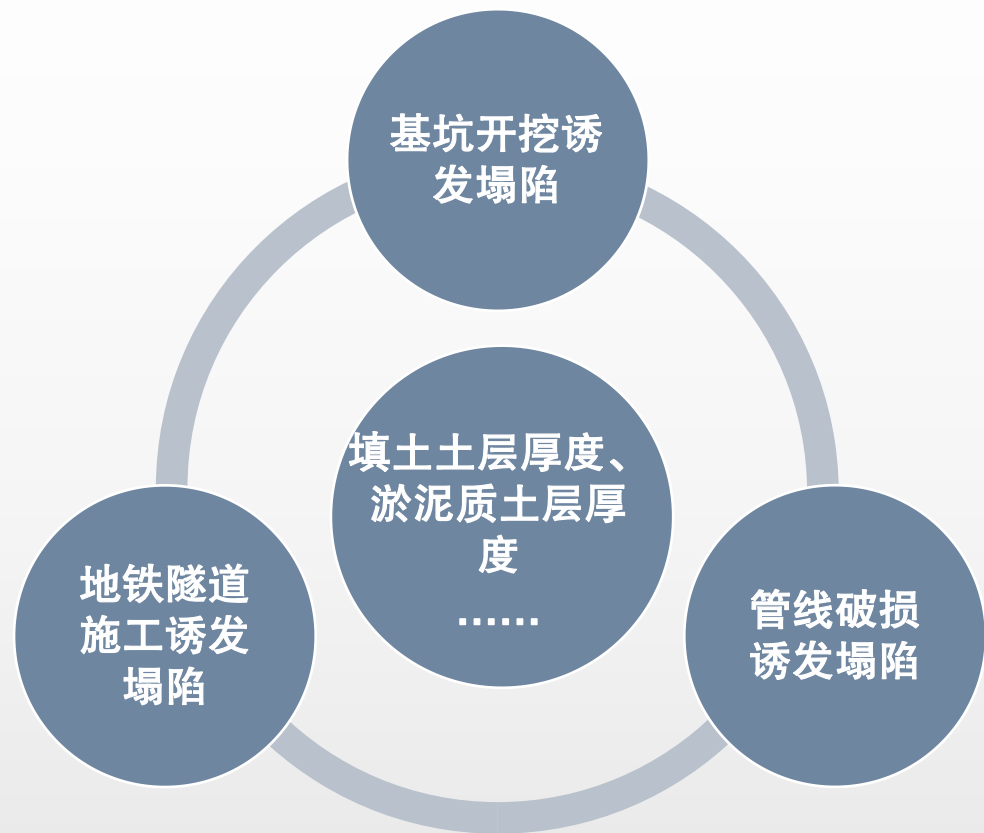 基坑开挖诱
发塌陷
填土土层厚度、
淤泥质土层厚
度
……
地铁隧道
施工诱发
塌陷
管线破损
诱发塌陷